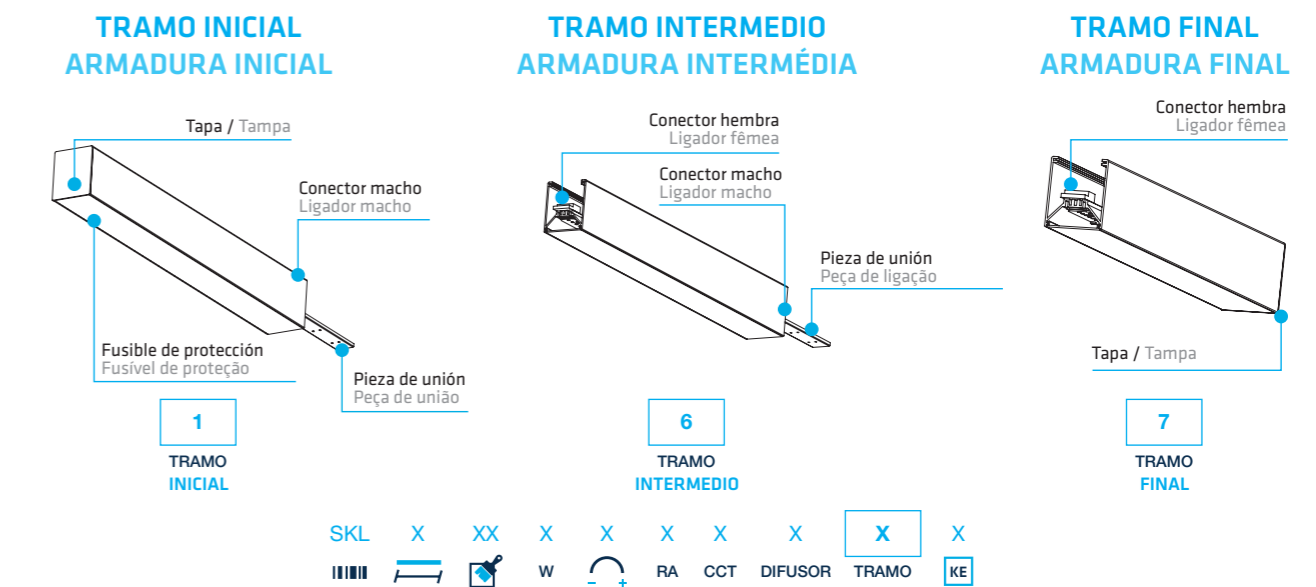 TRAMO INICIAL
ARMADURA INICIAL
Tapa / Tampa
Conector macho
Ligador macho
Fusible de protección
Fusível de proteção
Pieza de unión
Peça de união
1
TRAMO
INICIAL
TRAMO INTERMEDIO
ARMADURA INTERMÉDIA
Conector hembra
Ligador fêmea
Conector macho
Ligador macho
Pieza de unión
Peça de ligação
6
TRAMO
INTERMEDIO
TRAMO FINAL
ARMADURA FINAL
Conector hembra
Ligador fêmea
Tapa / Tampa
7
TRAMO
FINAL
SKL X XX X X X X X X X
W - + RA CCT DIFUSOR TRAMO KE